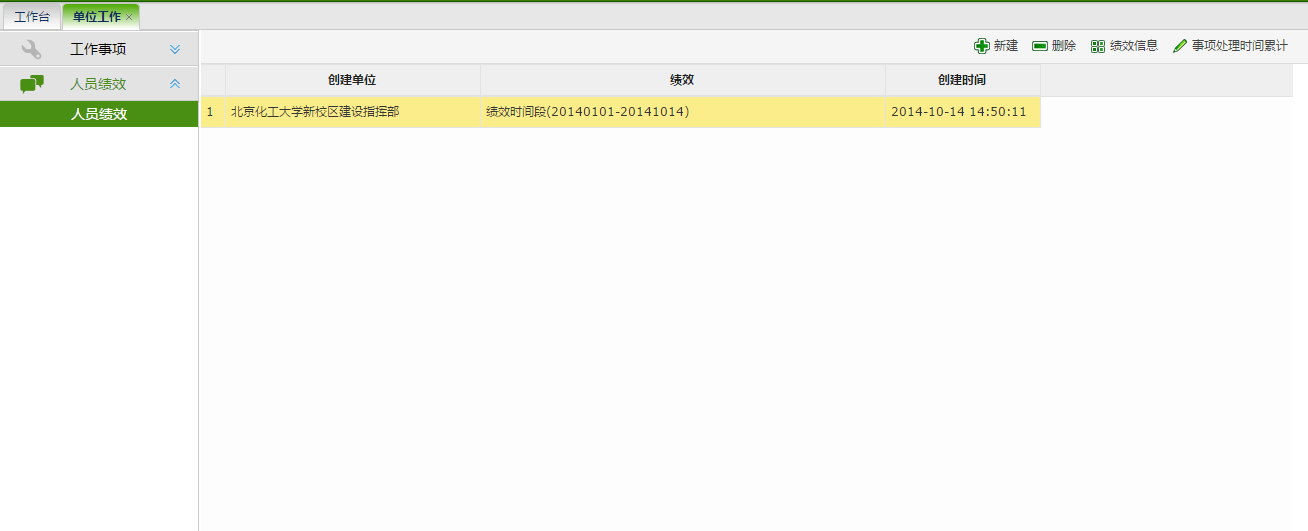 工作台 单位工作
工作事项
人员绩效
人员绩效
新建 删除 绩效信息 事项处理时间累计
创建单位 绩效 创建时间
1 北京化工大学新校区建设指挥部 绩效时间段(20140101-20141014) 2014-10-14 14:50:11